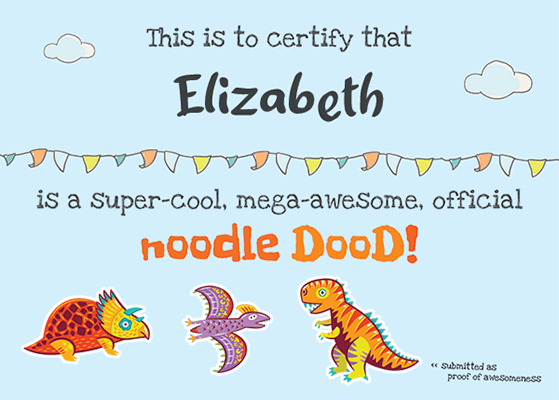 This is to certify that
Elizabeth
is a super-cool, mega-awesome, official
noodle DooD!
‹‹ submitted as
proof of awesomeness